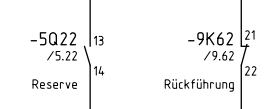 -5Q22 13
/5.22
14
Reserve
-9K62 21
/9.62
22
Rückführung